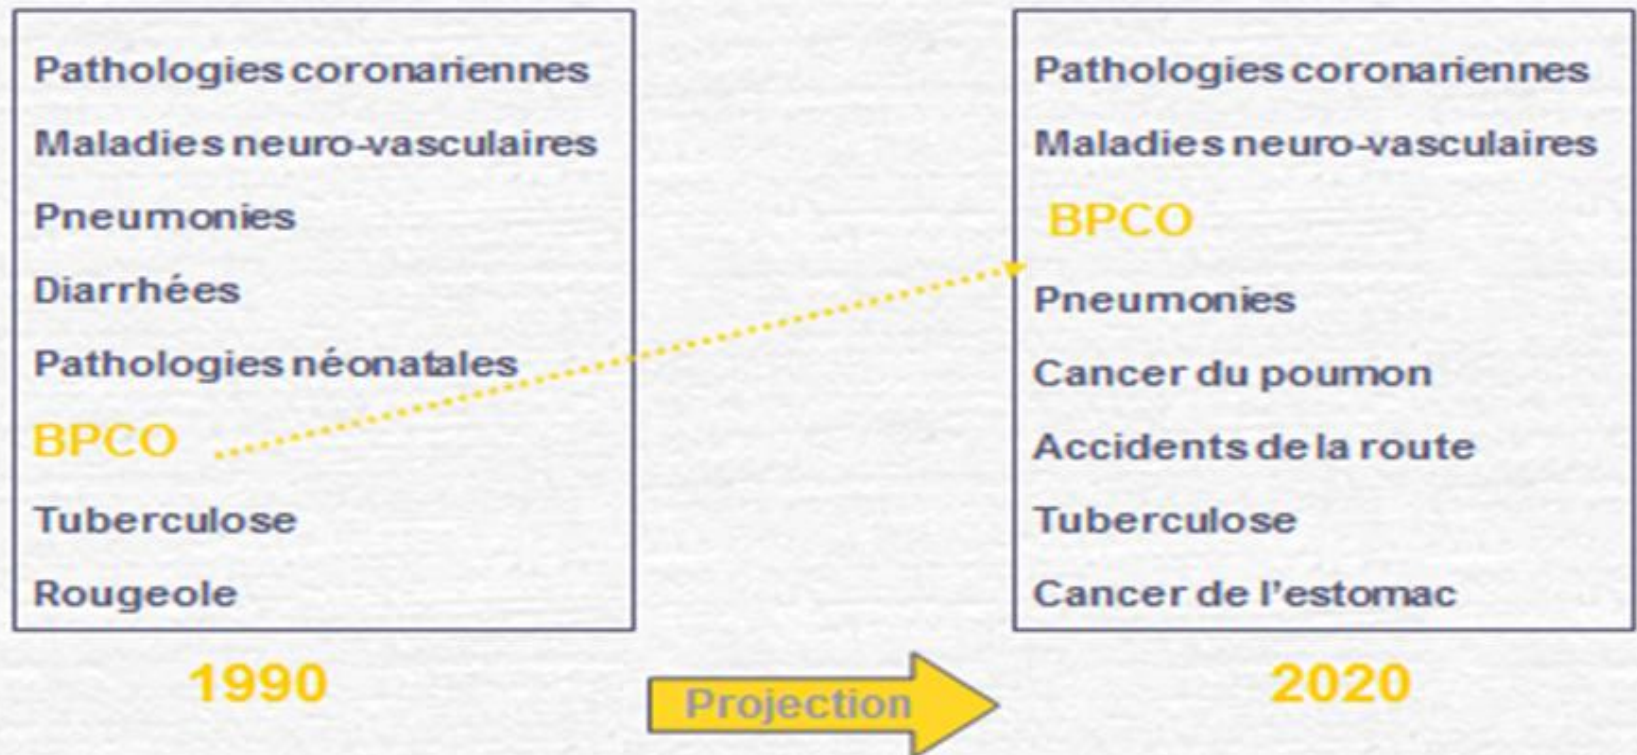 Pathologies coronariennes
Maladies neuro-vasculaires
Pneumonies
Diarrhées
Pathologies néonatales
BPCO
Tuberculose
Rougeole
1990
Projection
Pathologies coronariennes
Maladies neuro-vasculaires
BPCO
Pneumonies
Cancer du poumon
Accidents de la route
Tuberculose
Cancer de l'estomac
2020